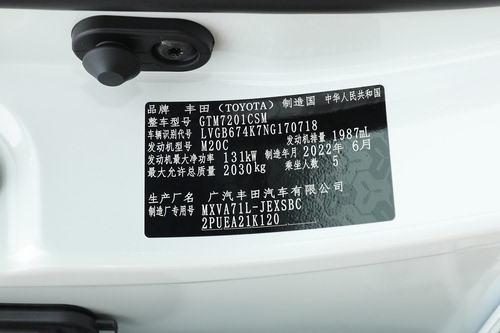 品牌 丰田 (TOYOTA) 制造国 中华人民共和国
整车型号 GTM7201CSM
车辆识别代号 LVGB674K7NG170718
发动机型号 M20C 发动机排量 1987mL
发动机最大净功率 131kW 制造年月 2022年 6月
最大允许总质量 2030kg 乘坐人数 5
生产厂名 广汽丰田汽车有限公司
制造厂专用号 MXVA71L-JEXSBC
2PUEA21K120